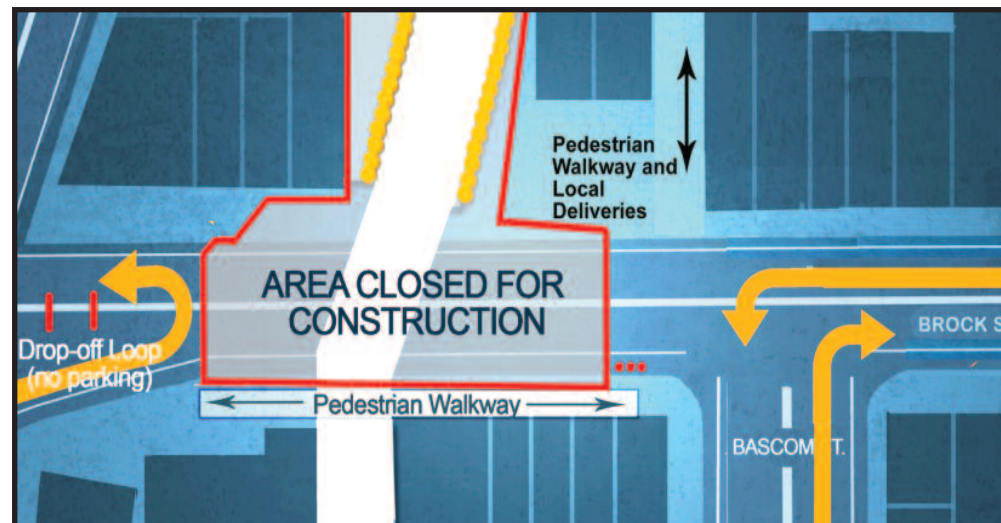 Pedestrian
Walkway and
Local
Deliveries
AREA CLOSED FOR
CONSTRUCTION
BROCK S
Drop-off Loop
(no parking)
Pedestrian Walkway
BASCOM T.